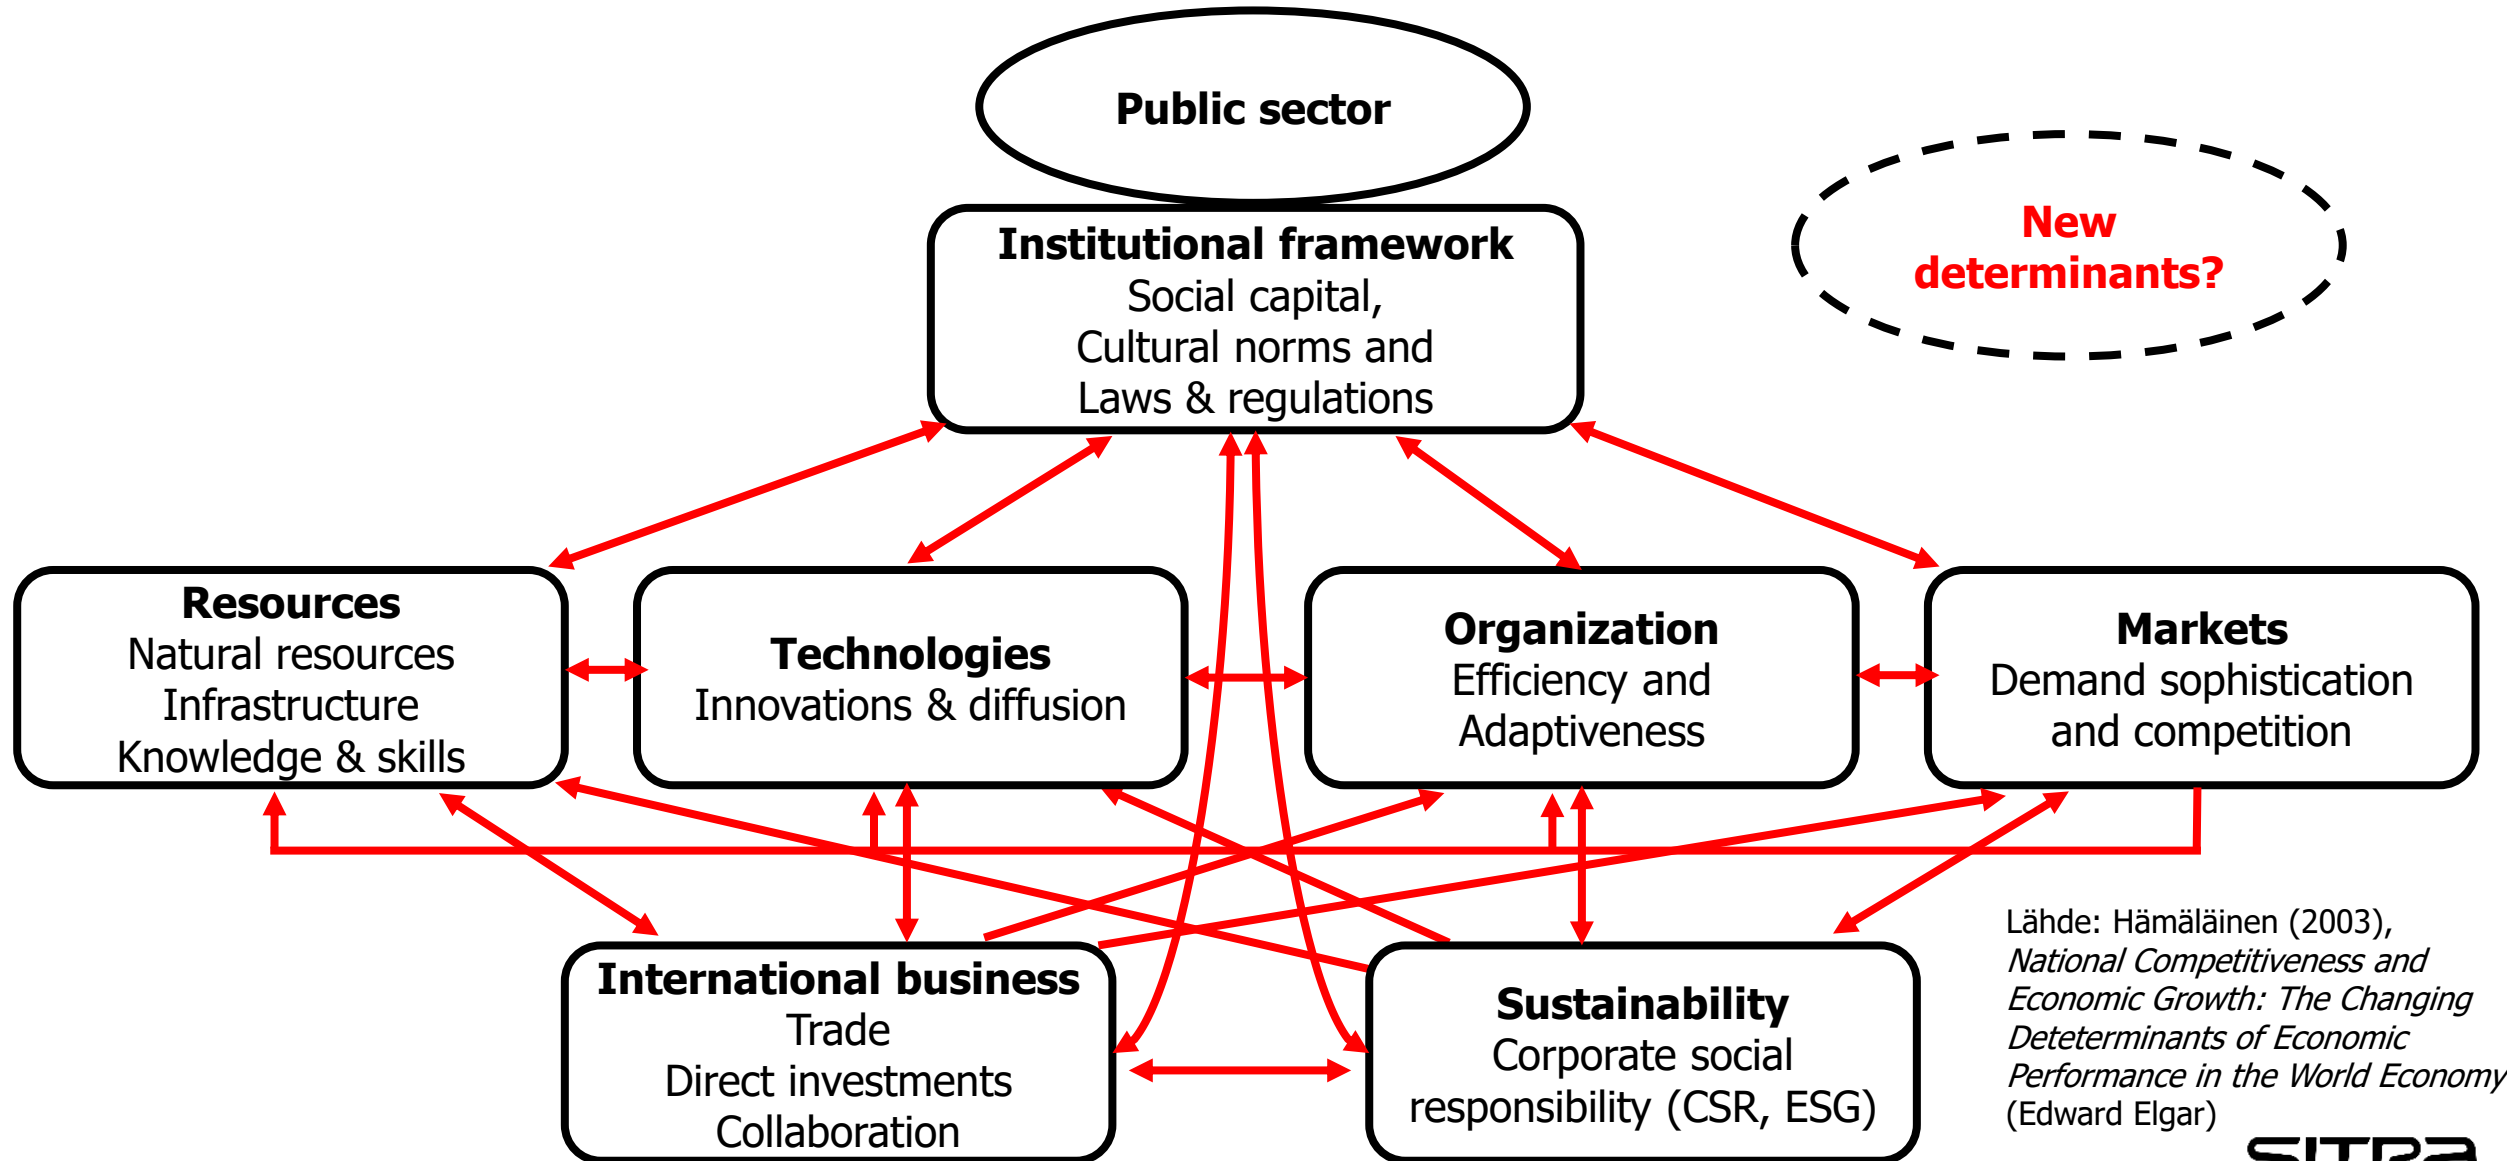 Public sector
New
determinants?
Institutional framework
Social capital,
Cultural norms and
Laws & regulations
Resources
Natural resources
Infrastructure
Knowledge & skills
Technologies
Innovations & diffusion
Organization
Efficiency and
Adaptiveness
Markets
Demand sophistication
and competition
International business
Trade
Direct investments
Collaboration
Sustainability
Corporate social
responsibility (CSR, ESG)
Lähde: Hämäläinen (2003),
National Competitiveness and
Economic Growth: The Changing
Deteterminants of Economic
Performance in the World Economy
(Edward Elgar)
SITRA